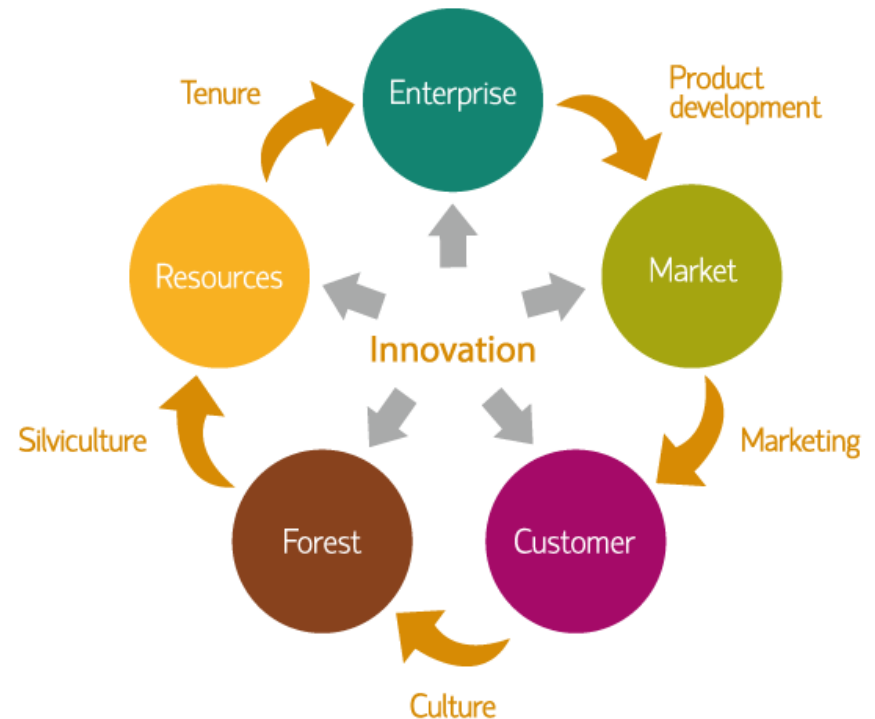 Enterprise
Product
development
Tenure
Market
Resources
Innovation
Marketing
Silviculture
Customer
Forest
Culture